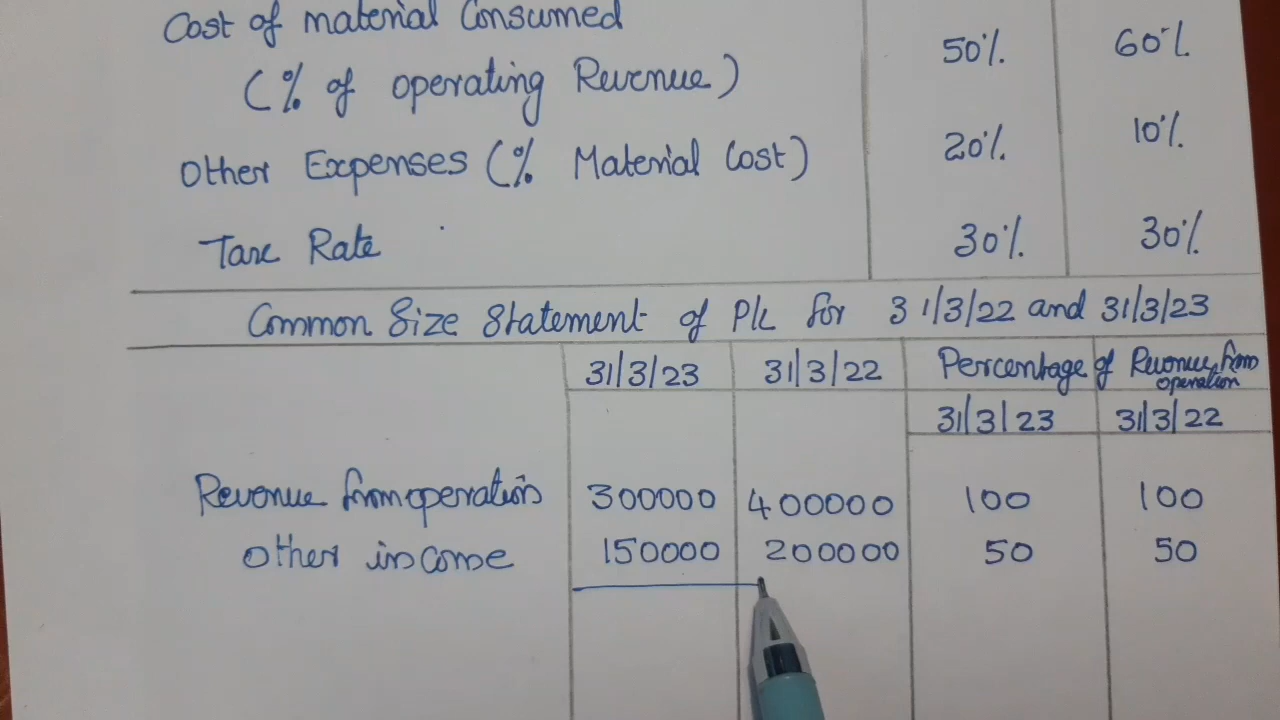 Cost of material Consumed
(% of operating Revenue) 50% 60%
Other Expenses (% Material Cost) 20% 10%
Tax Rate 30% 30%
Common Size Statement of P/L for 31/3/22 and 31/3/23
31/3/23 31/3/22 Percentage of Revenue from operation
31/3/23 31/3/22
Revenue from operation 300000 400000 100 100
Other income 150000 200000 50 50